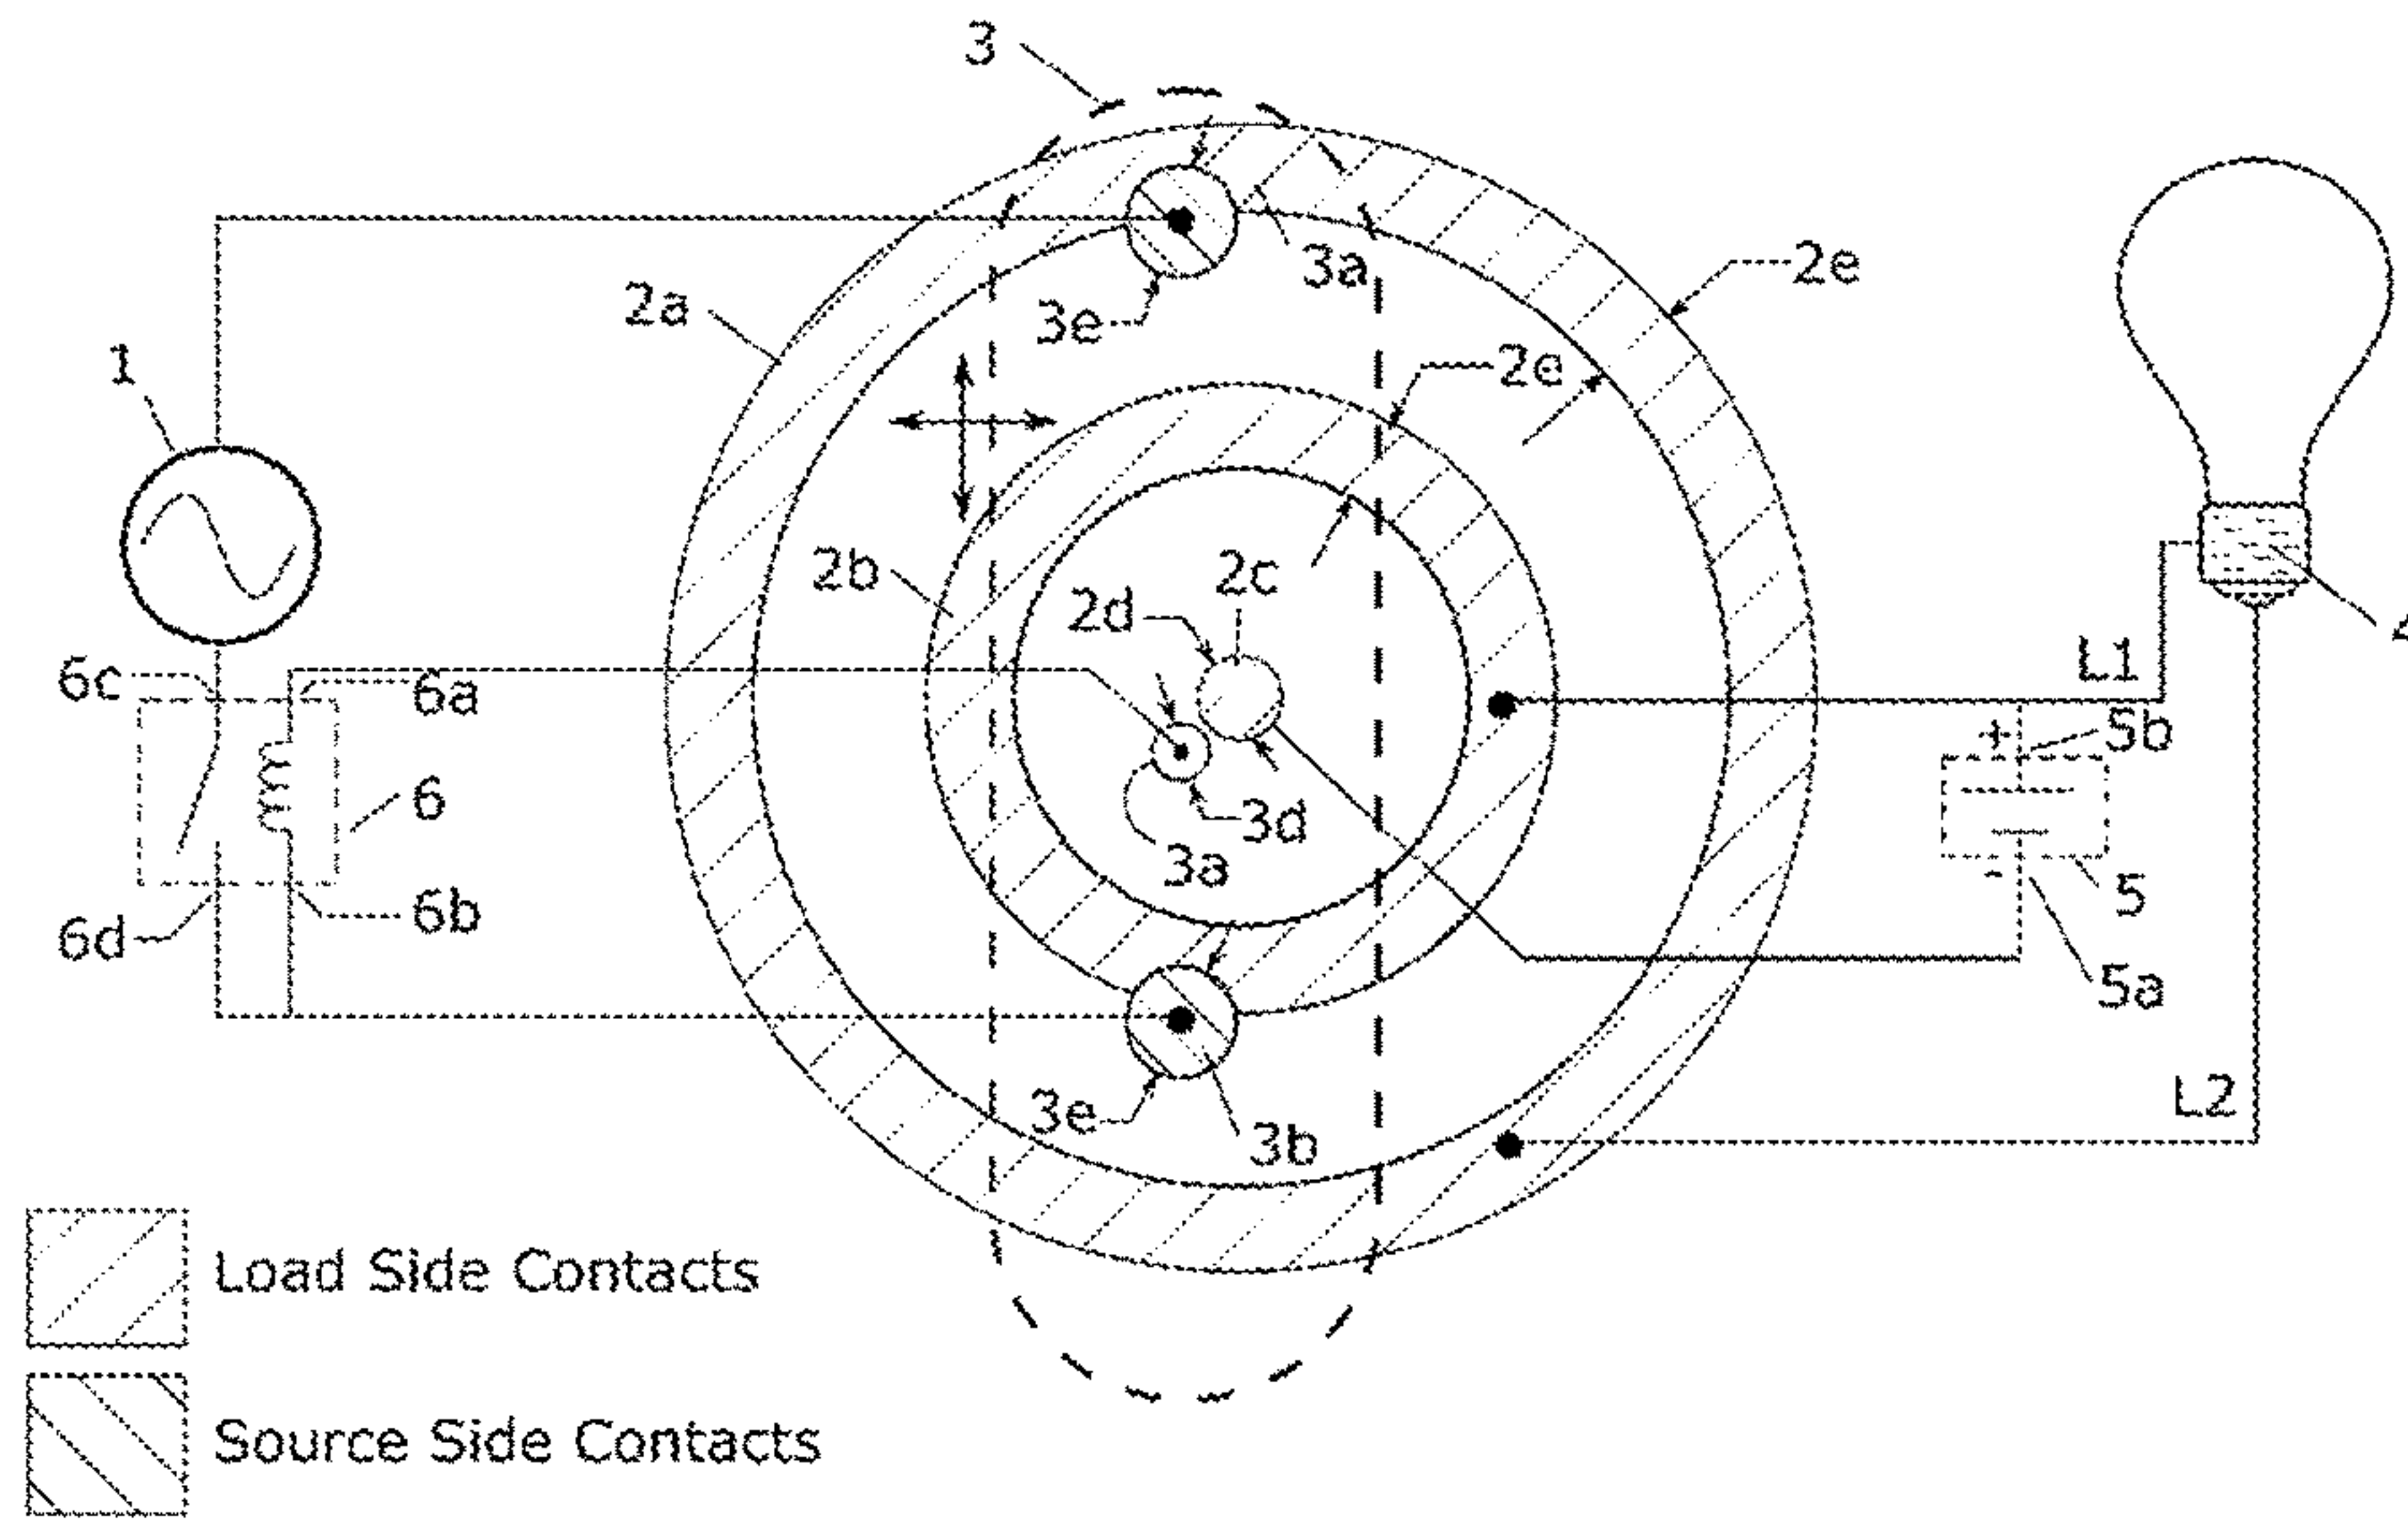 3
3a
2e
3e
2a
1
2e
2b
2c
2d
L1
4
6c
6a
5b
+
3d
6
3a
-
5
6b
6d
5a
3e
3b
L2
Load Side Contacts
Source Side Contacts